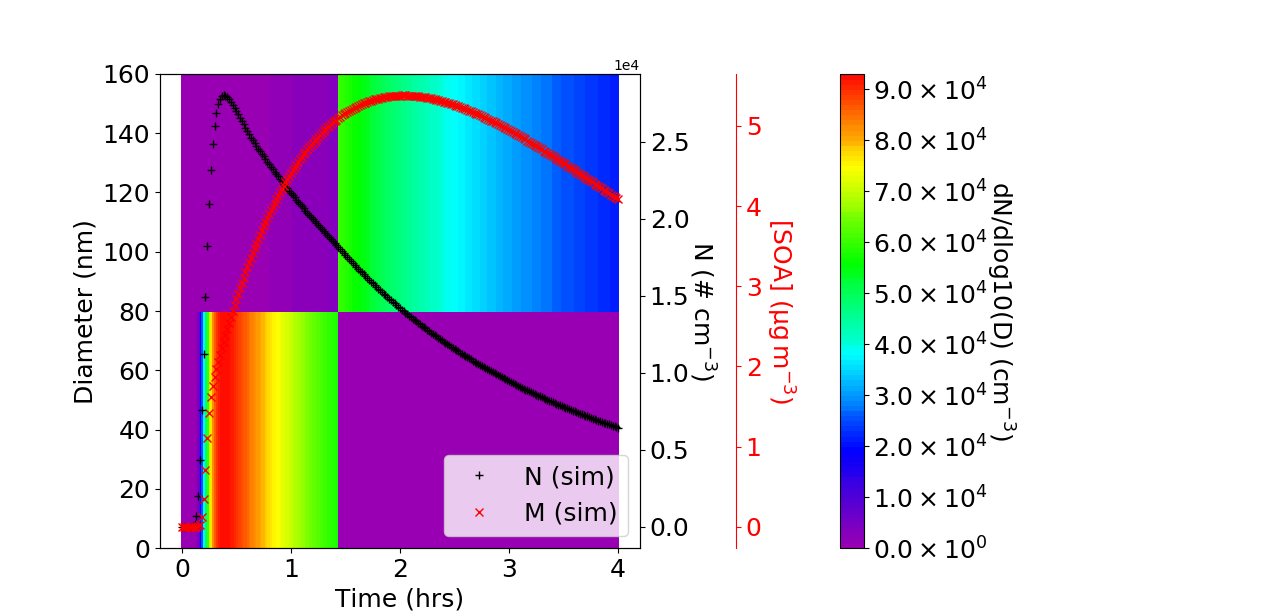 1e4
Diameter (nm)
160
140
120
100
80
60
40
20
0
0
1
2
3
4
Time (hrs)
N (sim)
M (sim)
2.5
2.0
1.5
1.0
0.5
0.0
N (# cm⁻³)
5
4
3
2
1
0
[SOA] (µg m⁻³)
9.0 × 10⁴
8.0 × 10⁴
7.0 × 10⁴
6.0 × 10⁴
5.0 × 10⁴
4.0 × 10⁴
3.0 × 10⁴
2.0 × 10⁴
1.0 × 10⁴
0.0 × 10⁰
dN/dlog10(D) (cm⁻³)